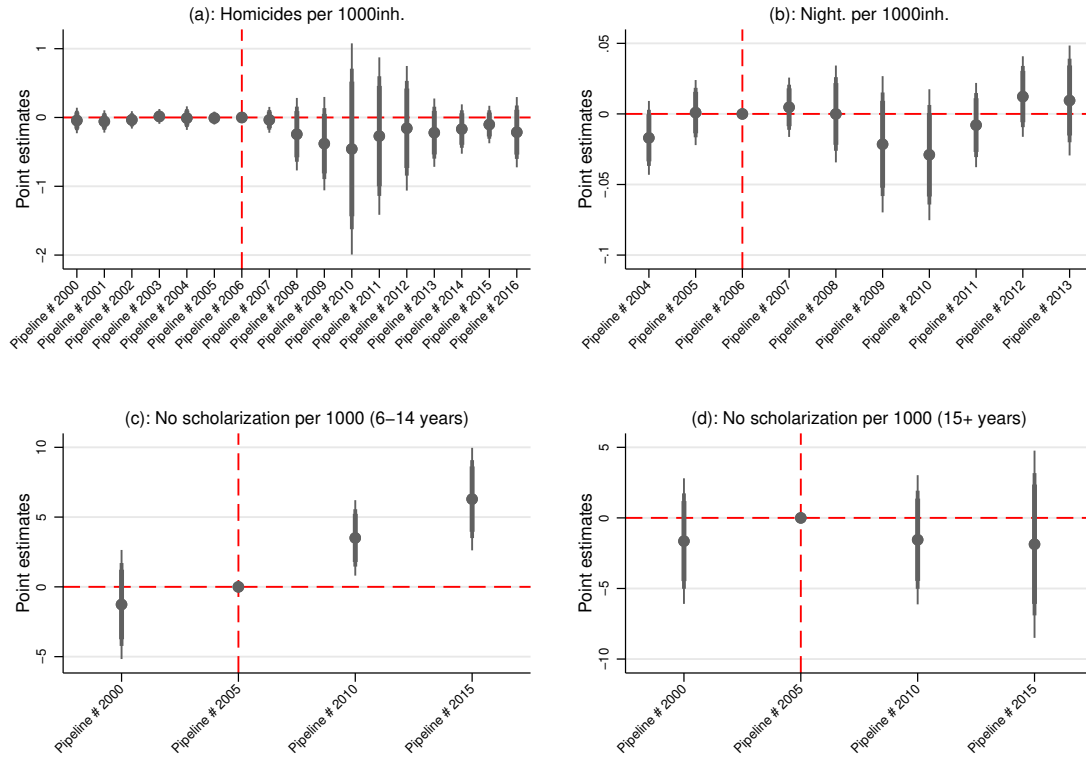 (a): Homicides per 1000inh.
Point estimates
1
0
−1
−2
Pipeline # 2000
Pipeline # 2001
Pipeline # 2002
Pipeline # 2003
Pipeline # 2004
Pipeline # 2005
Pipeline # 2006
Pipeline # 2007
Pipeline # 2008
Pipeline # 2009
Pipeline # 2010
Pipeline # 2011
Pipeline # 2012
Pipeline # 2013
Pipeline # 2014
Pipeline # 2015
Pipeline # 2016
(b): Night. per 1000inh.
Point estimates
.05
0
−.05
−.1
Pipeline # 2004
Pipeline # 2005
Pipeline # 2006
Pipeline # 2007
Pipeline # 2008
Pipeline # 2009
Pipeline # 2010
Pipeline # 2011
Pipeline # 2012
Pipeline # 2013
(c): No scholarization per 1000 (6−14 years)
Point estimates
10
5
0
−5
Pipeline # 2000
Pipeline # 2005
Pipeline # 2010
Pipeline # 2015
(d): No scholarization per 1000 (15+ years)
Point estimates
5
0
−5
−10
Pipeline # 2000
Pipeline # 2005
Pipeline # 2010
Pipeline # 2015